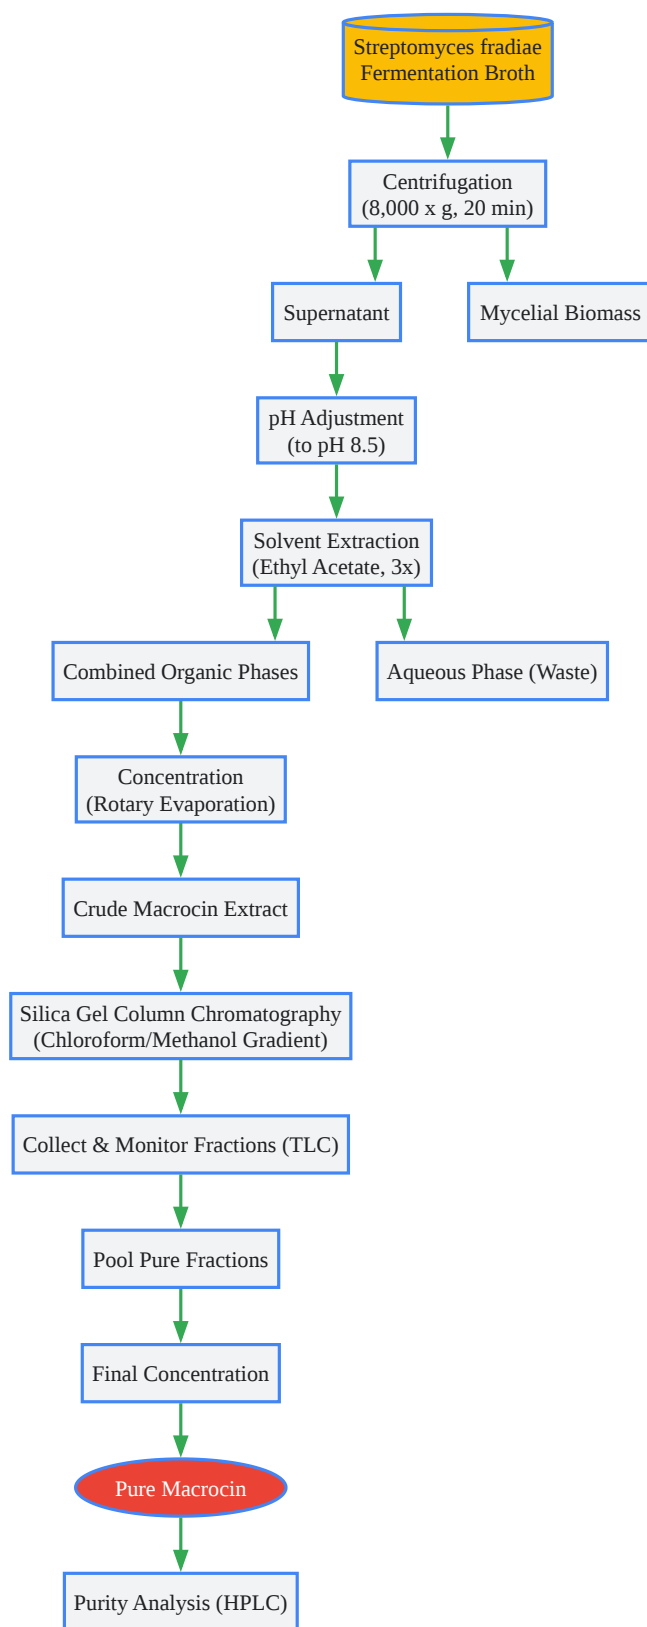 Streptomyces fradiae
Fermentation Broth
Centrifugation
(8,000 x g, 20 min)
Supernatant
Mycelial Biomass
pH Adjustment
(to pH 8.5)
Solvent Extraction
(Ethyl Acetate, 3x)
Combined Organic Phases
Aqueous Phase (Waste)
Concentration
(Rotary Evaporation)
Crude Macrocin Extract
Silica Gel Column Chromatography
(Chloroform/Methanol Gradient)
Collect & Monitor Fractions (TLC)
Pool Pure Fractions
Final Concentration
Pure Macrocin
Purity Analysis (HPLC)